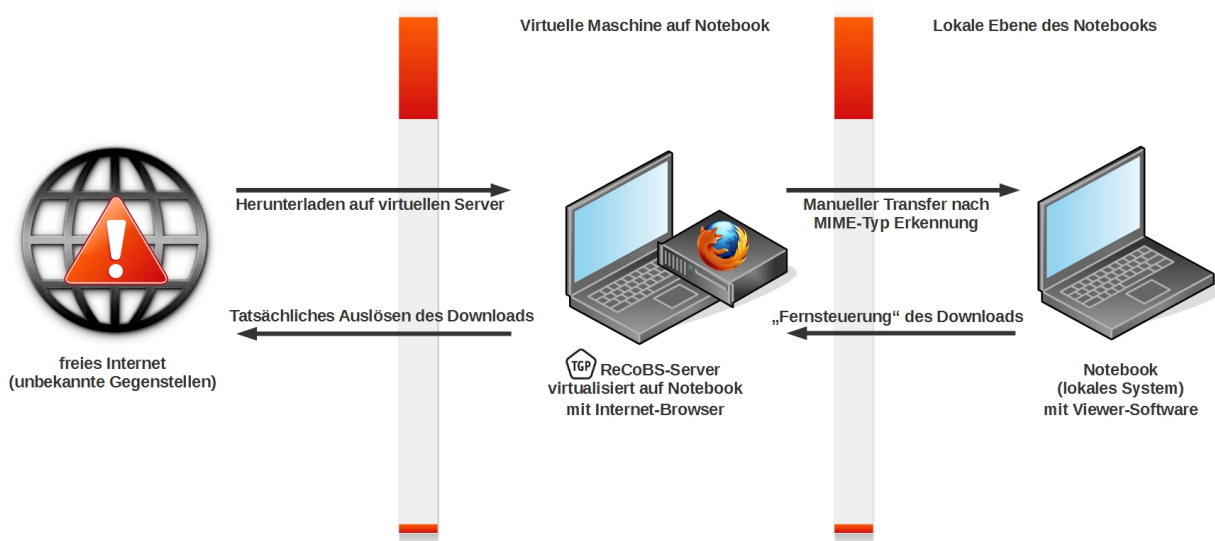 Virtuelle Maschine auf Notebook
Lokale Ebene des Notebooks
Herunterladen auf virtuellen Server
Manueller Transfer nach
MIME-Typ Erkennung
Tatsächliches Auslösen des Downloads
„Fernsteuerung“ des Downloads
freies Internet
(unbekannte Gegenstellen)
TGP ReCoBS-Server
virtualisiert auf Notebook
mit Internet-Browser
Notebook
(lokales System)
mit Viewer-Software